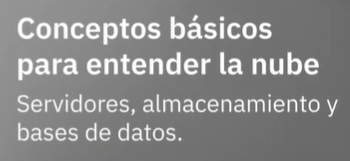 Conceptos básicos
para entender la nube
Servidores, almacenamiento y
bases de datos.